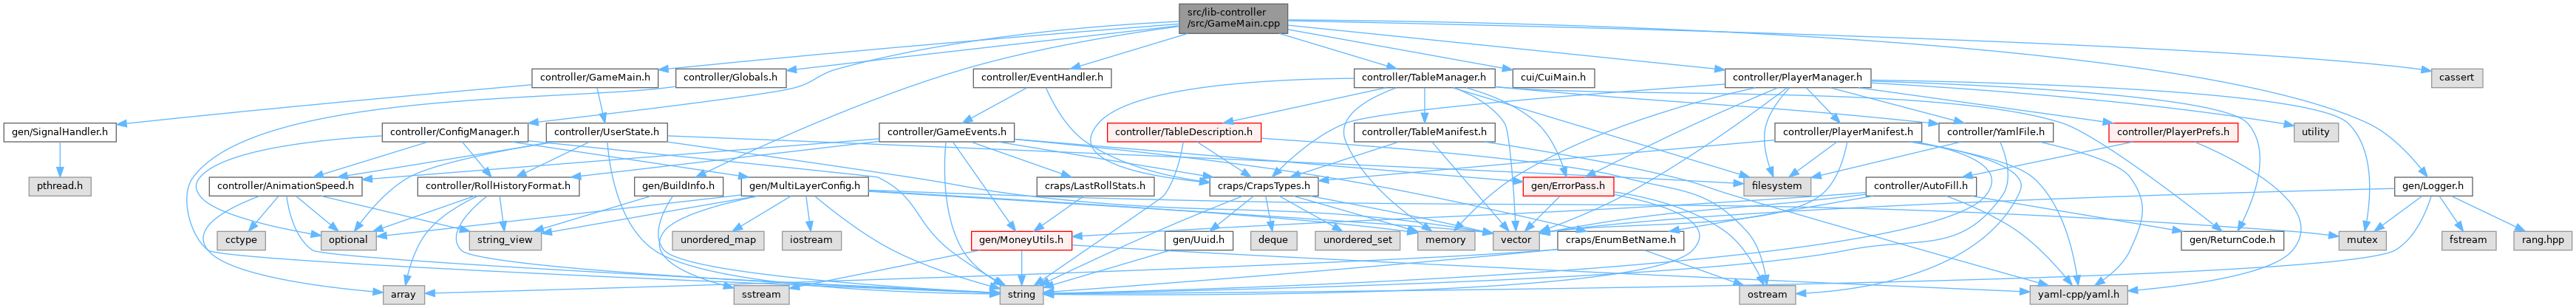 src/lib-controller
/src/GameMain.cpp
controller/GameMain.h
controller/Globals.h
controller/EventHandler.h
controller/TableManager.h
cui/CuiMain.h
controller/PlayerManager.h
cassert
gen/SignalHandler.h
controller/ConfigManager.h
controller/UserState.h
controller/GameEvents.h
controller/TableDescription.h
controller/TableManifest.h
controller/PlayerManifest.h
controller/YamlFile.h
controller/PlayerPrefs.h
utility
pthread.h
controller/AnimationSpeed.h
controller/RollHistoryFormat.h
gen/BuildInfo.h
gen/MultiLayerConfig.h
craps/LastRollStats.h
craps/CrapsTypes.h
gen/ErrorPass.h
filesystem
controller/AutoFill.h
gen/Logger.h
cctype
optional
string_view
unordered_map
iostream
gen/MoneyUtils.h
gen/Uuid.h
deque
unordered_set
memory
vector
craps/EnumBetName.h
gen/ReturnCode.h
mutex
fstream
rang.hpp
array
sstream
string
ostream
yaml-cpp/yaml.h